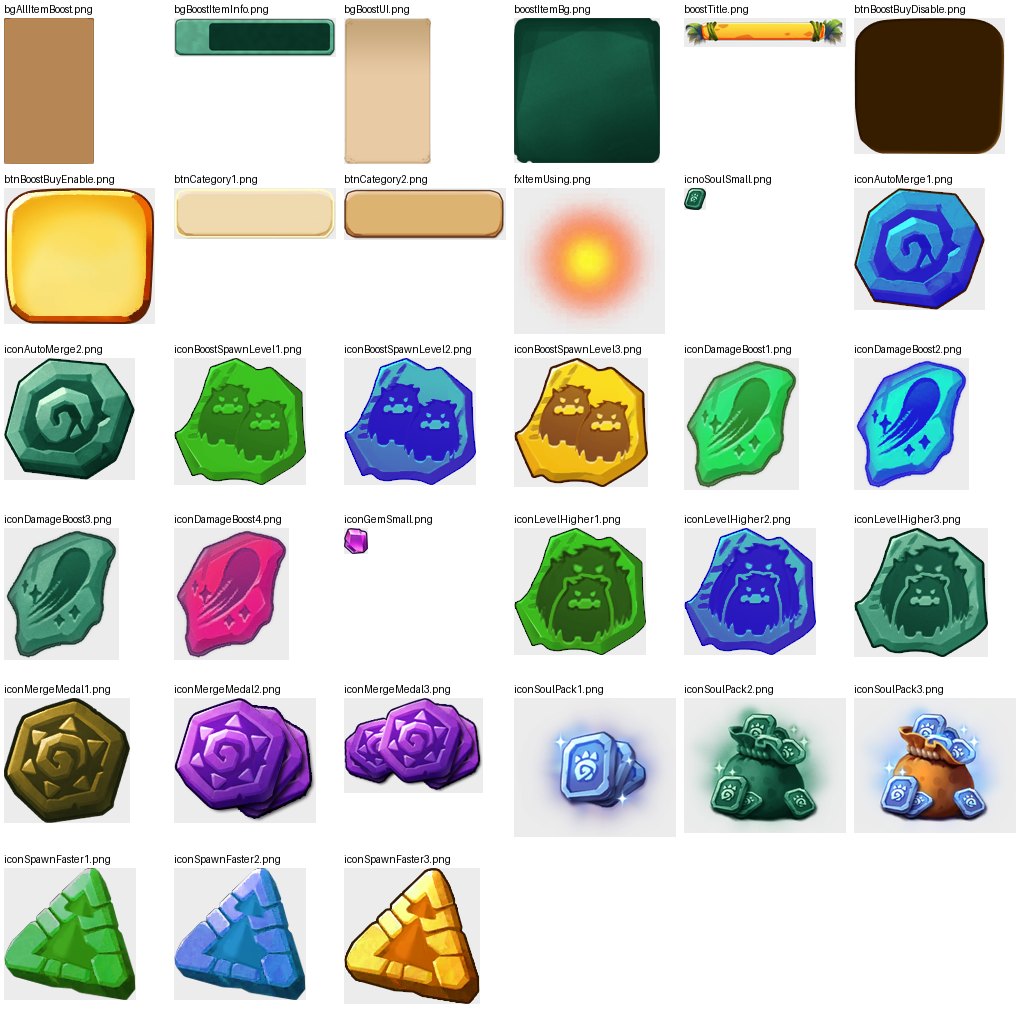 bgAllItemBoost.png
bgBoostItemInfo.png
bgBoostUI.png
boostItemBg.png
boostTitle.png
btnBoostBuyDisable.png
btnBoostBuyEnable.png
btnCategory1.png
btnCategory2.png
fxItemUsing.png
icnoSoulSmall.png
iconAutoMerge1.png
iconAutoMerge2.png
iconBoostSpawnLevel1.png
iconBoostSpawnLevel2.png
iconBoostSpawnLevel3.png
iconDamageBoost1.png
iconDamageBoost2.png
iconDamageBoost3.png
iconDamageBoost4.png
iconGemSmall.png
iconLevelHigher1.png
iconLevelHigher2.png
iconLevelHigher3.png
iconMergeMedal1.png
iconMergeMedal2.png
iconMergeMedal3.png
iconSoulPack1.png
iconSoulPack2.png
iconSoulPack3.png
iconSpawnFaster1.png
iconSpawnFaster2.png
iconSpawnFaster3.png